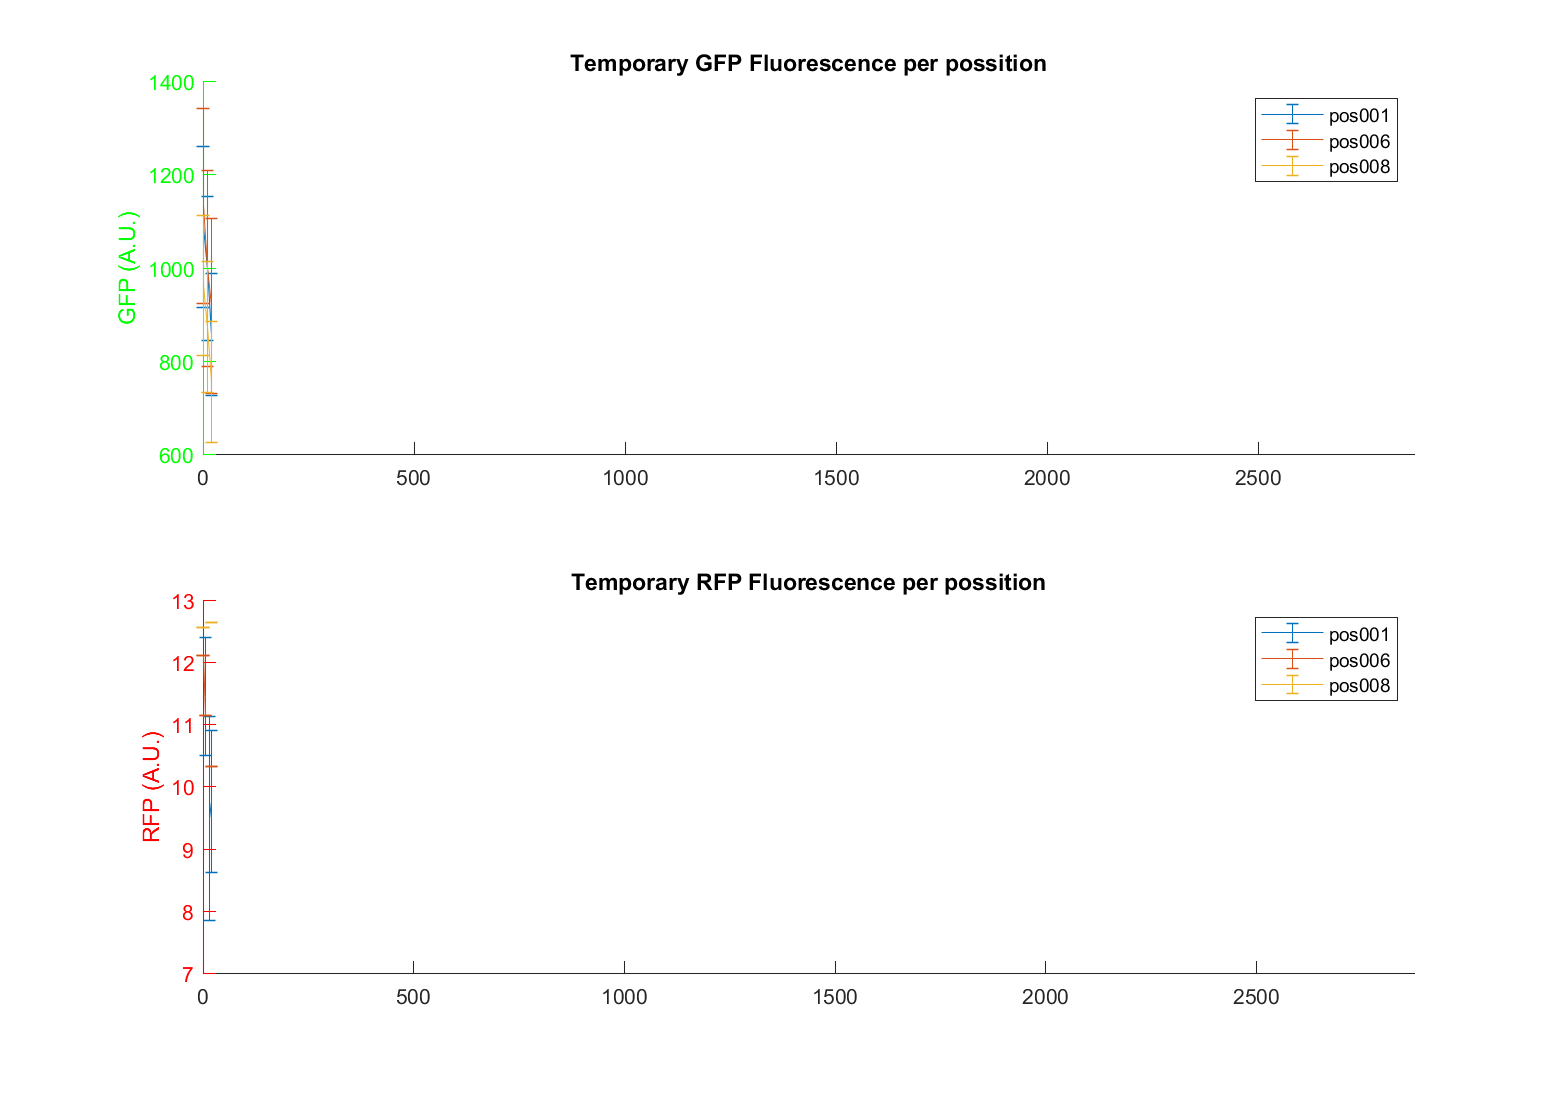 Temporary GFP Fluorescence per possition
1400
1200
1000
800
600
GFP (A.U.)
pos001
pos006
pos008
0 500 1000 1500 2000 2500
Temporary RFP Fluorescence per possition
13
12
11
10
9
8
7
RFP (A.U.)
pos001
pos006
pos008
0 500 1000 1500 2000 2500